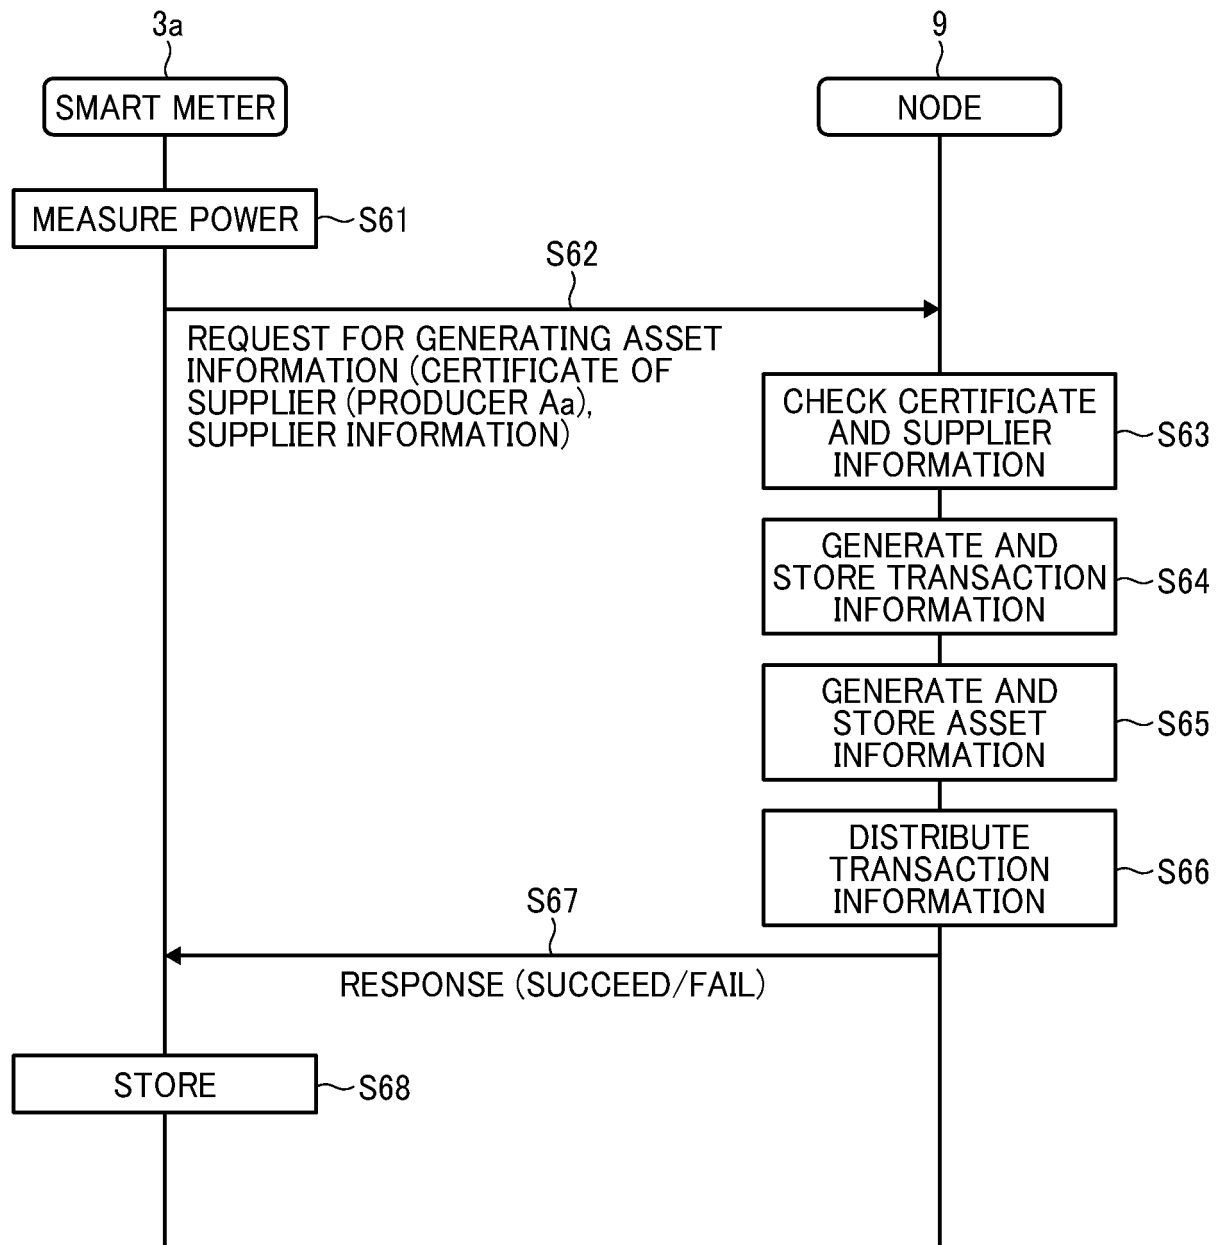 3a
9
SMART METER
NODE
MEASURE POWER
S61
S62
REQUEST FOR GENERATING ASSET
INFORMATION (CERTIFICATE OF
SUPPLIER (PRODUCER Aa),
SUPPLIER INFORMATION)
CHECK CERTIFICATE
AND SUPPLIER
INFORMATION
S63
GENERATE AND
STORE TRANSACTION
INFORMATION
S64
GENERATE AND
STORE ASSET
INFORMATION
S65
DISTRIBUTE
TRANSACTION
INFORMATION
S66
S67
RESPONSE (SUCCEED/FAIL)
STORE
S68